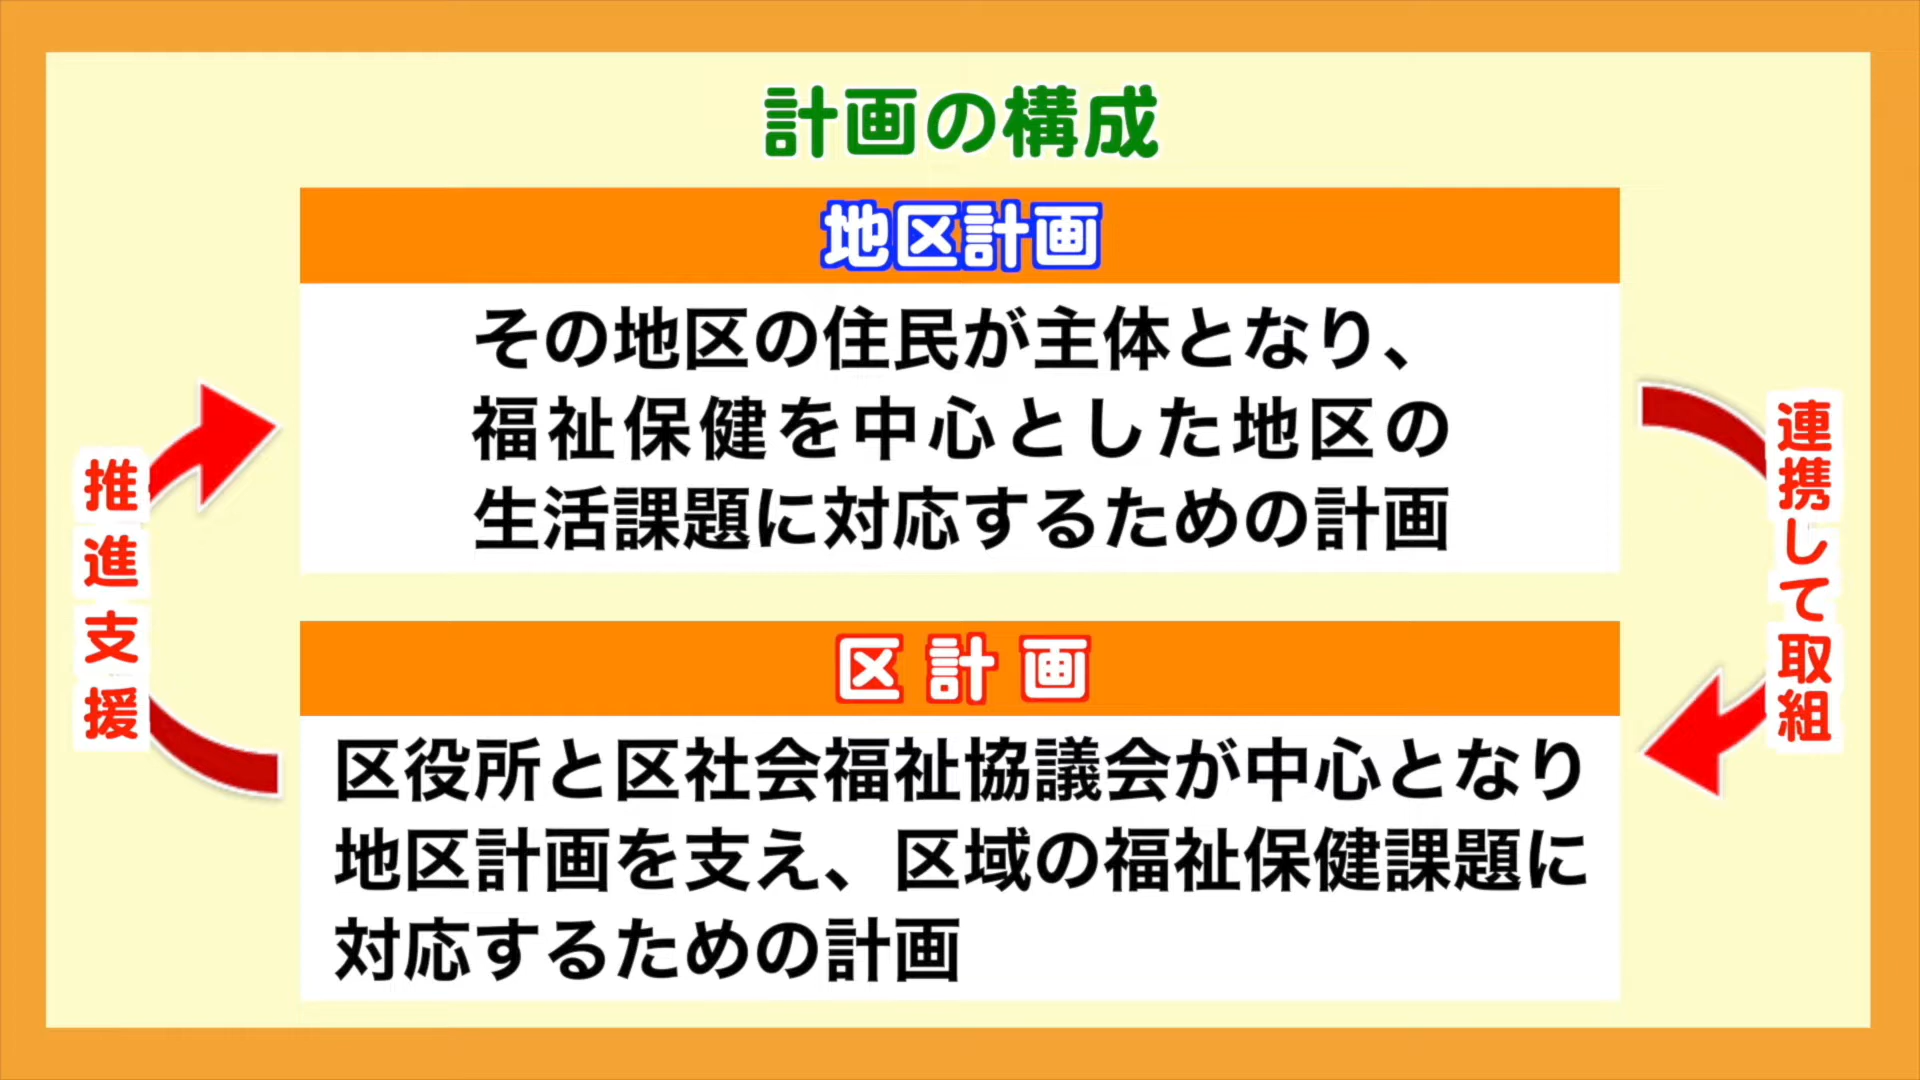 計画の構成
地区計画
その地区の住民が主体となり、
福祉保健を中心とした地区の
生活課題に対応するための計画
推進支援
連携して取組
区計画
区役所と区社会福祉協議会が中心となり
地区計画を支え、区域の福祉保健課題に
対応するための計画